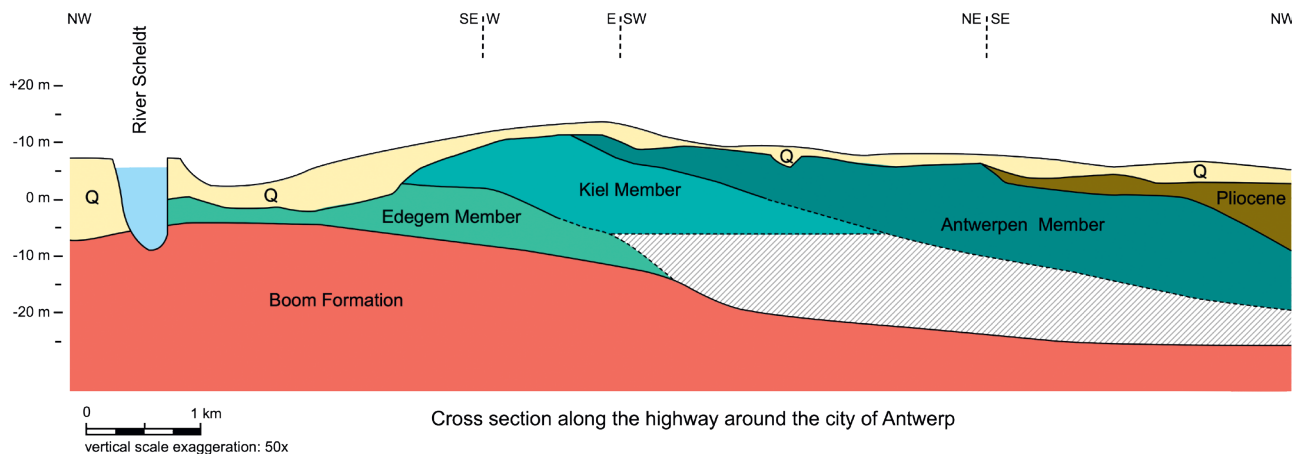 NW
SE W
E SW
NE SE
NW
River Scheldt
+20 m
-10 m
0 m
-10 m
-20 m
Q
Q
Q
Q
Edegem Member
Kiel Member
Antwerpen Member
Pliocene
Boom Formation
0 1 km
vertical scale exaggeration: 50x
Cross section along the highway around the city of Antwerp